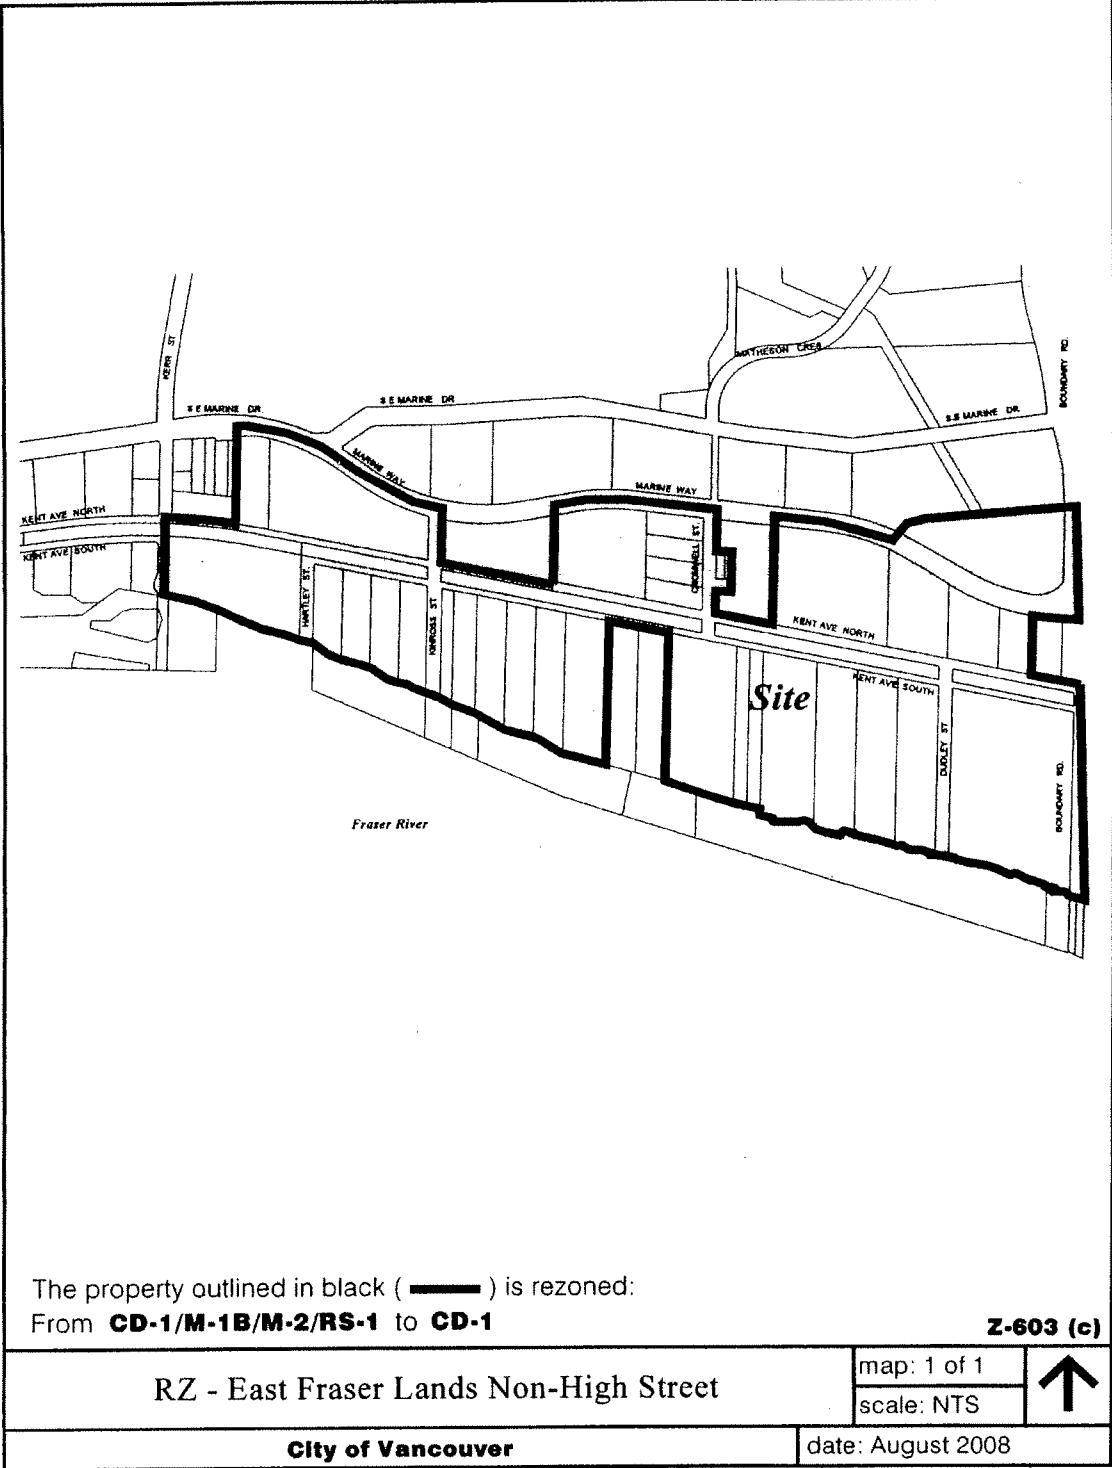 KERR ST
S E MARINE DR.
S E MARINE DR
MATHESON CRES
BOUNDARY RD.
S E MARINE DR.
MARINE WAY
MARINE WAY
KENT AVE NORTH
KENT AVE SOUTH
CROMWELL ST.
HARTLEY ST.
KINROSS ST
KENT AVE NORTH
KENT AVE SOUTH
Site
DUDLEY ST
BOUNDARY RD.
Fraser River
The property outlined in black ( ) is rezoned:
From CD-1/M-1B/M-2/RS-1 to CD-1
Z-603 (c)
RZ - East Fraser Lands Non-High Street
map: 1 of 1
scale: NTS
City of Vancouver
date: August 2008